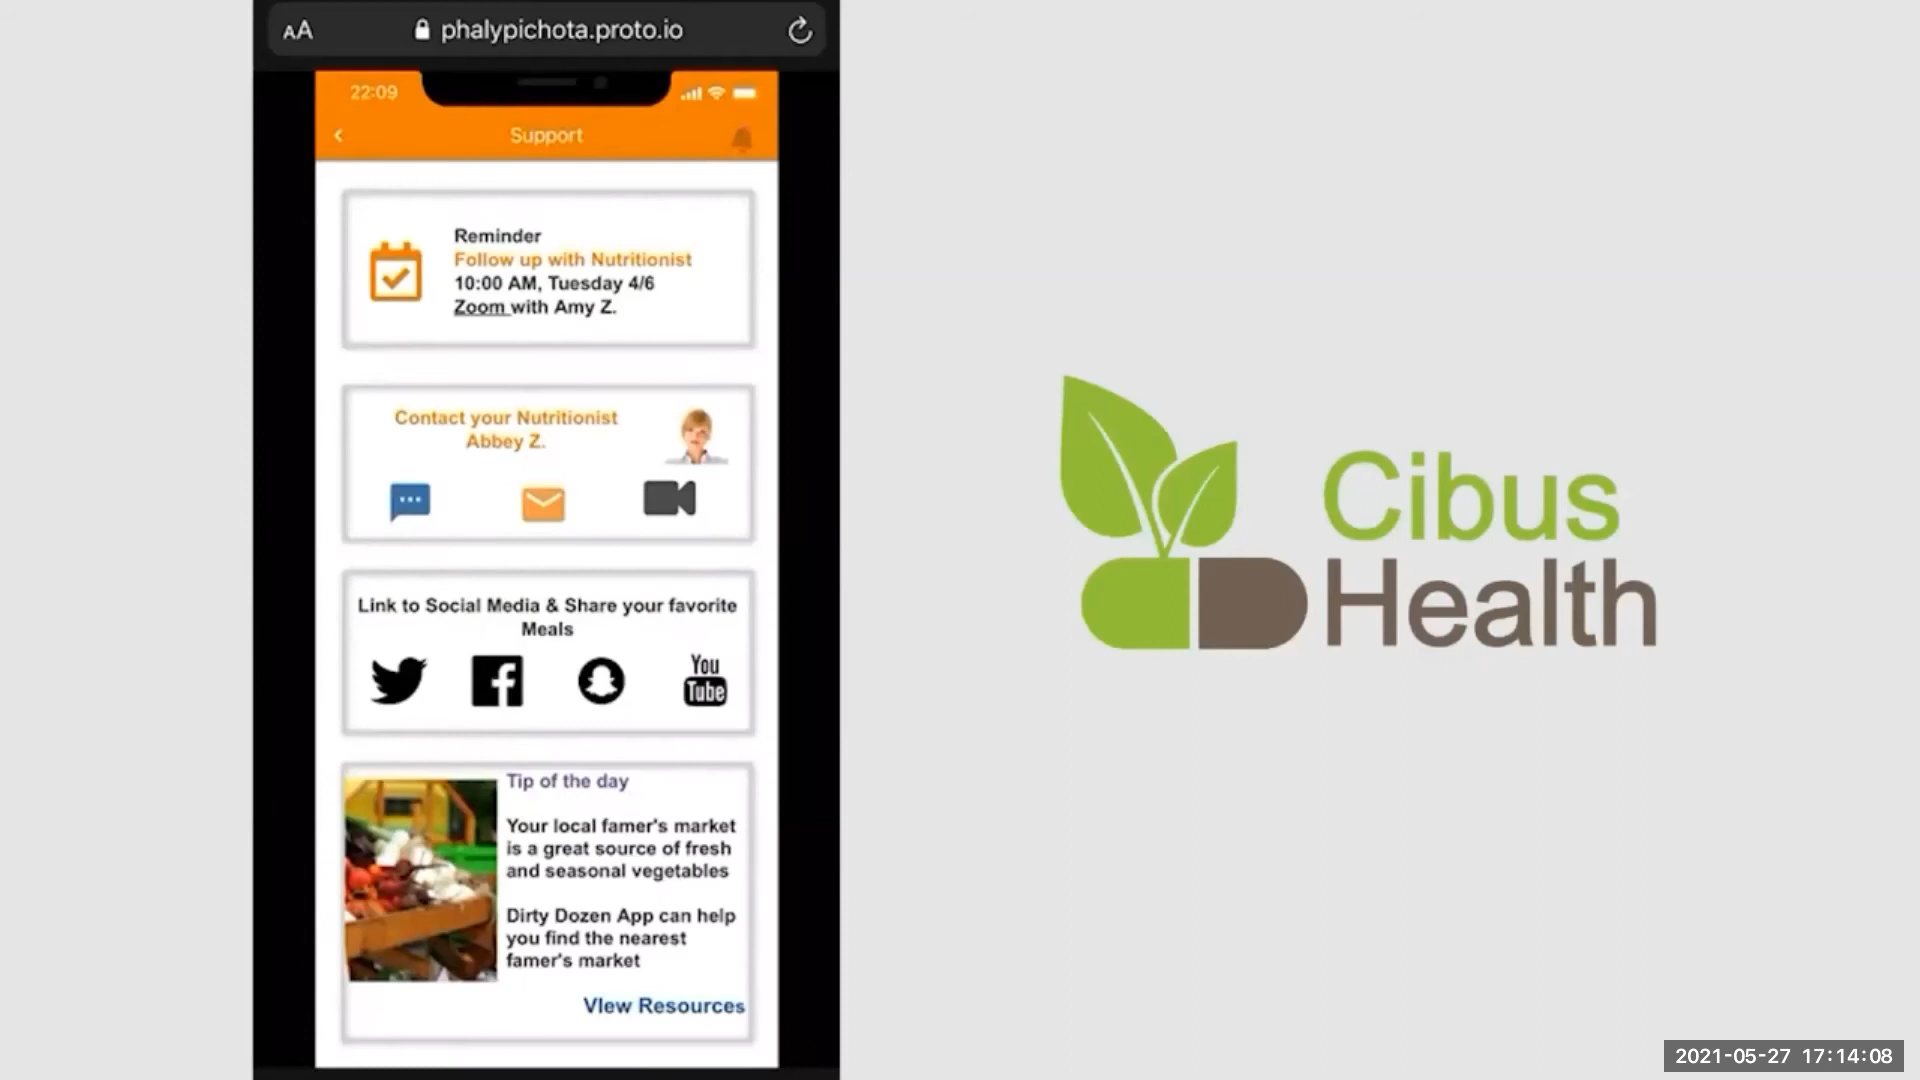 AA phalypichota.proto.io
22:09
Support
Reminder
Follow up with Nutritionist
10:00 AM, Tuesday 4/6
Zoom with Amy Z.
Contact your Nutritionist
Abbey Z.
Link to Social Media & Share your favorite
Meals
You
Tube
Tip of the day
Your local famer's market
is a great source of fresh
and seasonal vegetables
Dirty Dozen App can help
you find the nearest
famer's market
VIew Resources
Cibus
Health
2021-05-27 17:14:08